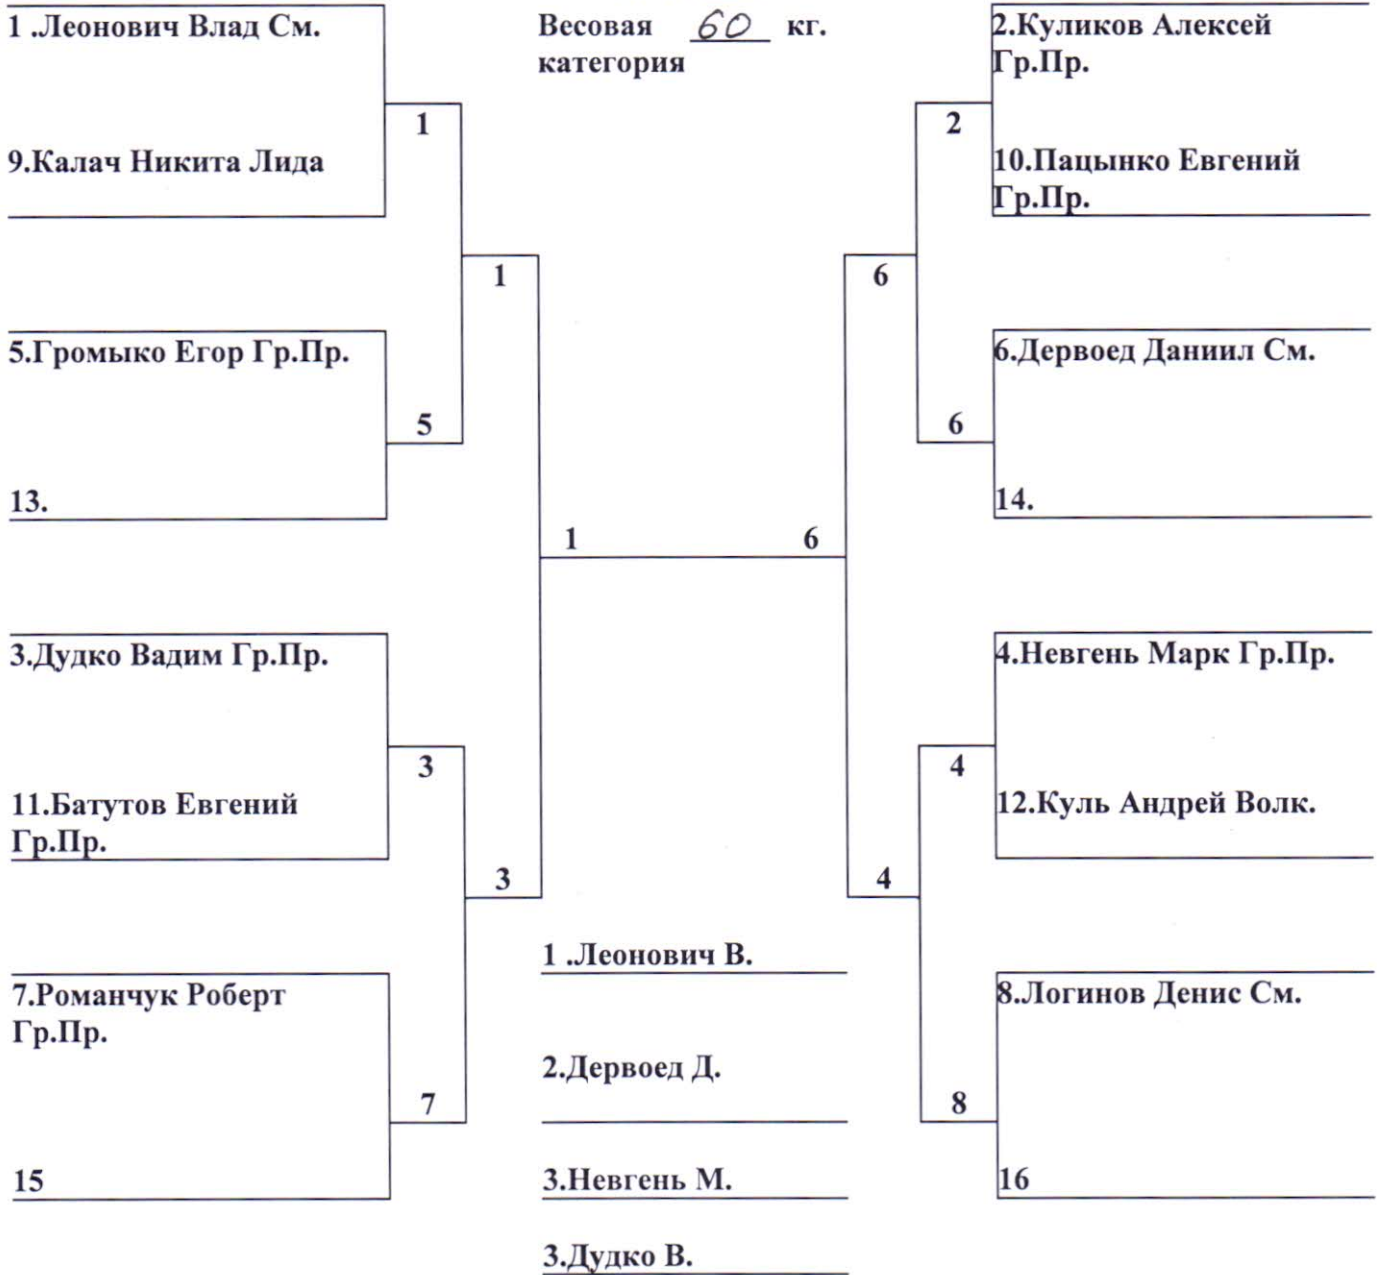 1 .Леонович Влад См.
9.Калач Никита Лида
1
5.Громыко Егор Гр.Пр.
5
13.
1
3.Дудко Вадим Гр.Пр.
3
11.Батутов Евгений
Гр.Пр.
7.Романчук Роберт
Гр.Пр.
7
15
3
1
Весовая 60 кг.
категория
6
2.Куликов Алексей
Гр.Пр.
2
10.Пацынко Евгений
Гр.Пр.
6
6.Дервоед Даниил См.
6
14.
4.Невгень Марк Гр.Пр.
4
12.Куль Андрей Волк.
4
8.Логинов Денис См.
8
16
1 .Леонович В.
2.Дервоед Д.
3.Невгень М.
3.Дудко В.